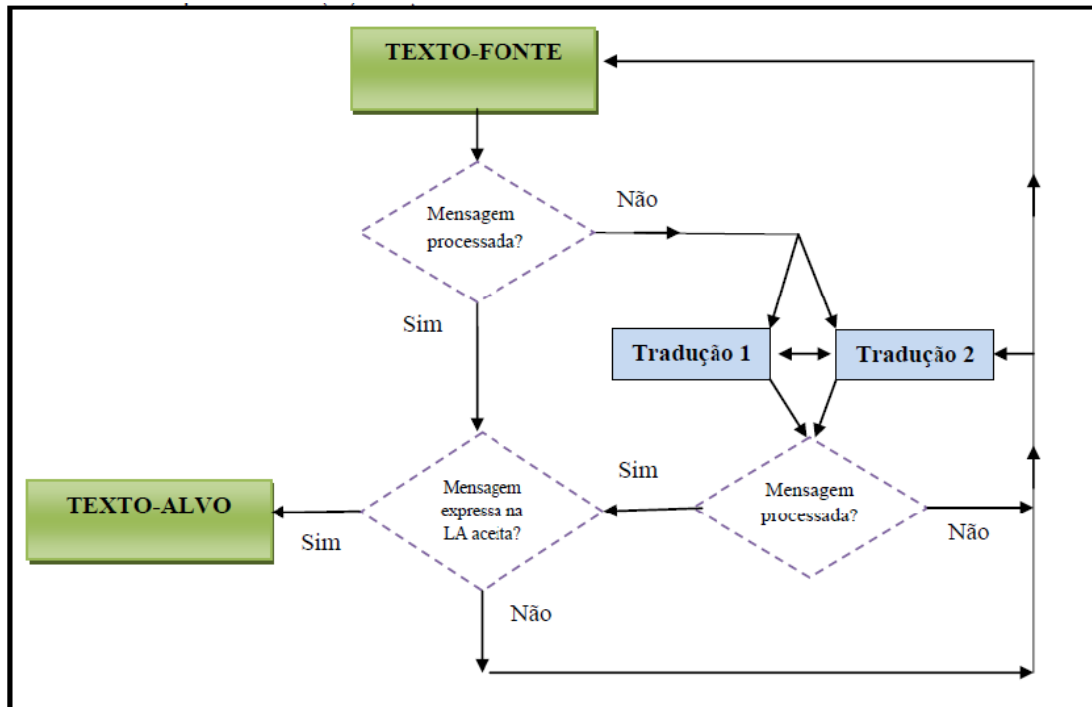 TEXTO-FONTE
Mensagem
processada?
Não
Sim
Tradução 1
Tradução 2
Mensagem
expressa na
LA aceita?
Sim
Mensagem
processada?
Não
TEXTO-ALVO
Sim
Não